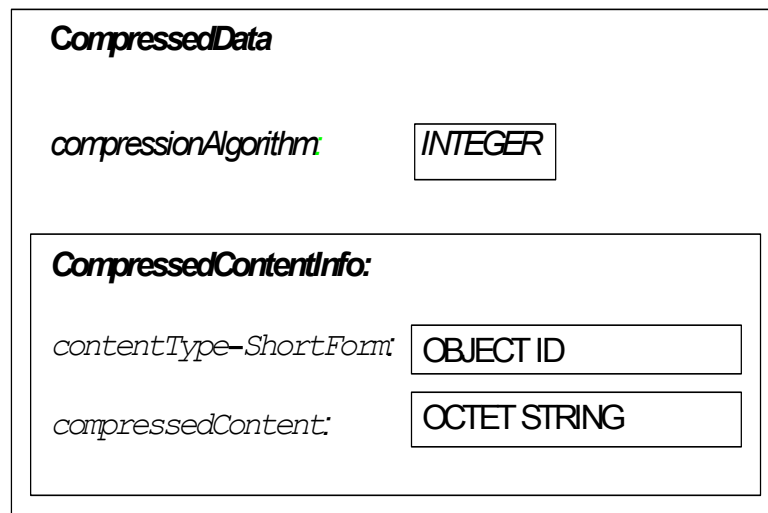 CompressedData
compressionAlgorithm: INTEGER
CompressedContentInfo:
contentType-ShortForm: OBJECT ID
compressedContent: OCTET STRING